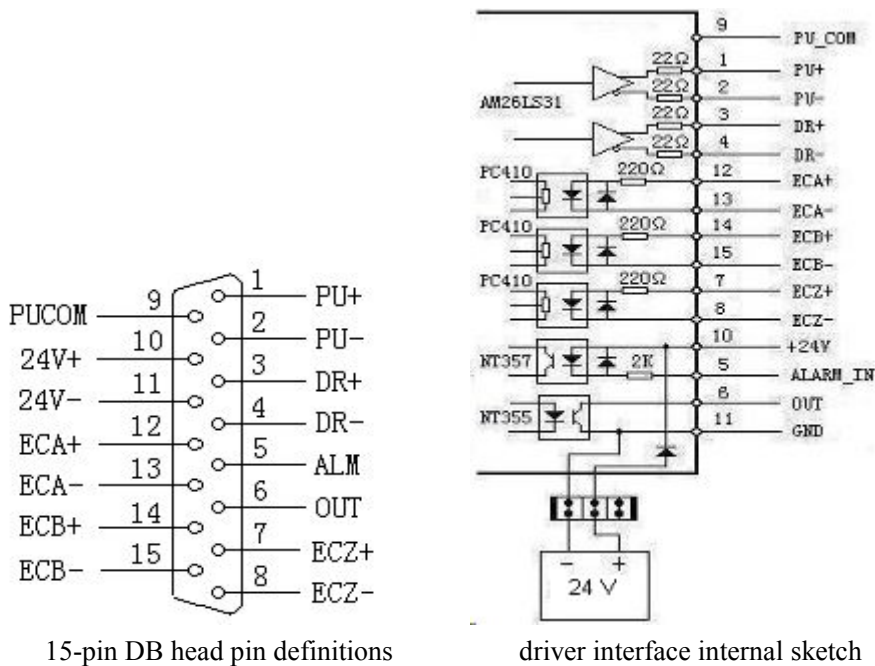 9 PUCOM
10 24V+
11 24V-
12 ECA+
13 ECA-
14 ECB+
15 ECB-
1 PU+
2 PU-
3 DR+
4 DR-
5 ALM
6 OUT
7 ECZ+
8 ECZ-
15-pin DB head pin definitions
9 PU_COM
22Ω 1 PU+
22Ω 2 PU-
AM26LS31
22Ω 3 DR+
22Ω 4 DR-
PC410 220Ω 12 ECA+
13 ECA-
PC410 220Ω 14 ECB+
15 ECB-
PC410 220Ω 7 ECZ+
8 ECZ-
10 +24V
NT357 2K 5 ALARM_IN
6 OUT
NT355 11 GND
- +
24 V
driver interface internal sketch